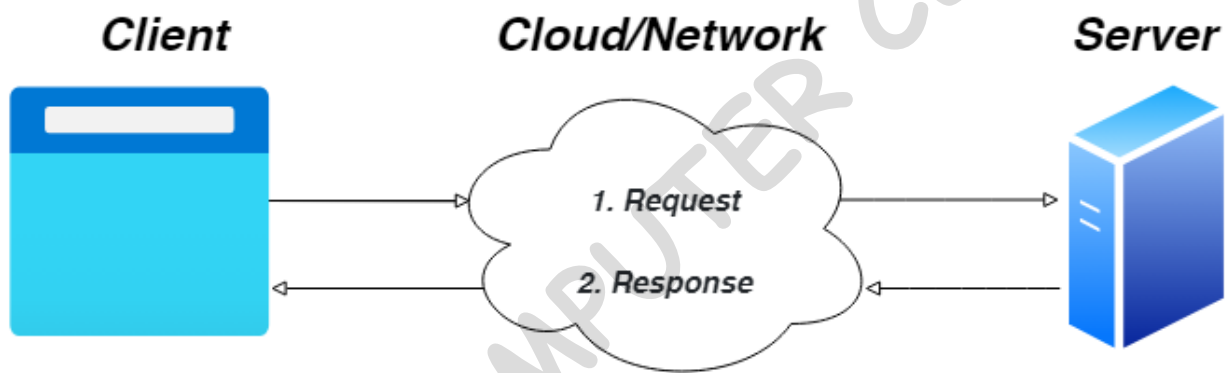 Client
Cloud/Network
Server
1. Request
2. Response